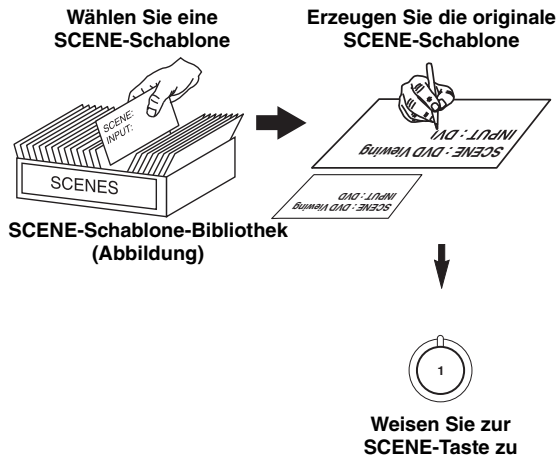 Wählen Sie eine
SCENE-Schablone
SCENE:
INPUT:
SCENES
SCENE-Schablone-Bibliothek
(Abbildung)
Erzeugen Sie die originale
SCENE-Schablone
SCENE : DVD Viewing
INPUT : DV
SCENE : DVD Viewing
INPUT : DVD
1
Weisen Sie zur
SCENE-Taste zu